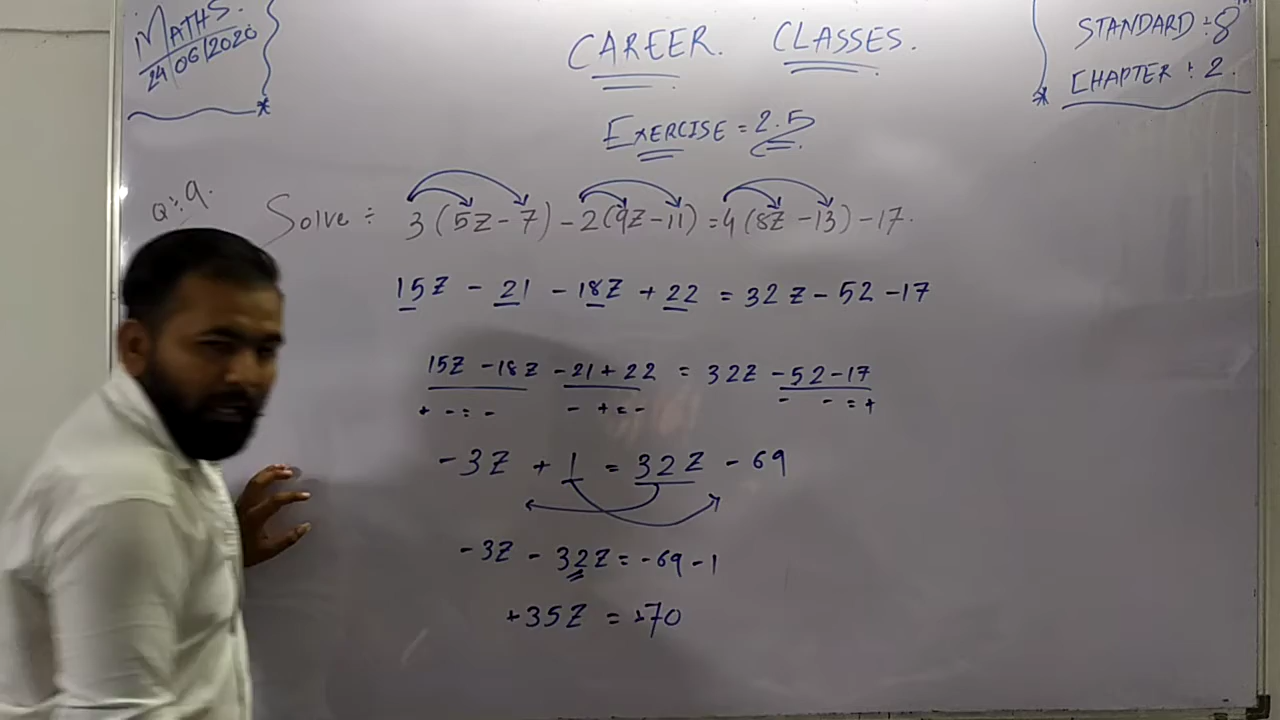 MATHS.
24/06/2020
CAREER. CLASSES.
STANDARD :- 8th
CHAPTER :- 2.
EXERCISE = 2.5
Q:- 9.
Solve :- 3(5z-7)-2(9z-11)=4(8z-13)-17.
15z - 21 - 18z + 22 = 32z - 52 - 17
15z - 18z - 21 + 22 = 32z - 52 - 17
+ - = - - + = - - - = +
-3z + 1 = 32z - 69
-3z - 32z = -69 - 1
+35z = +70